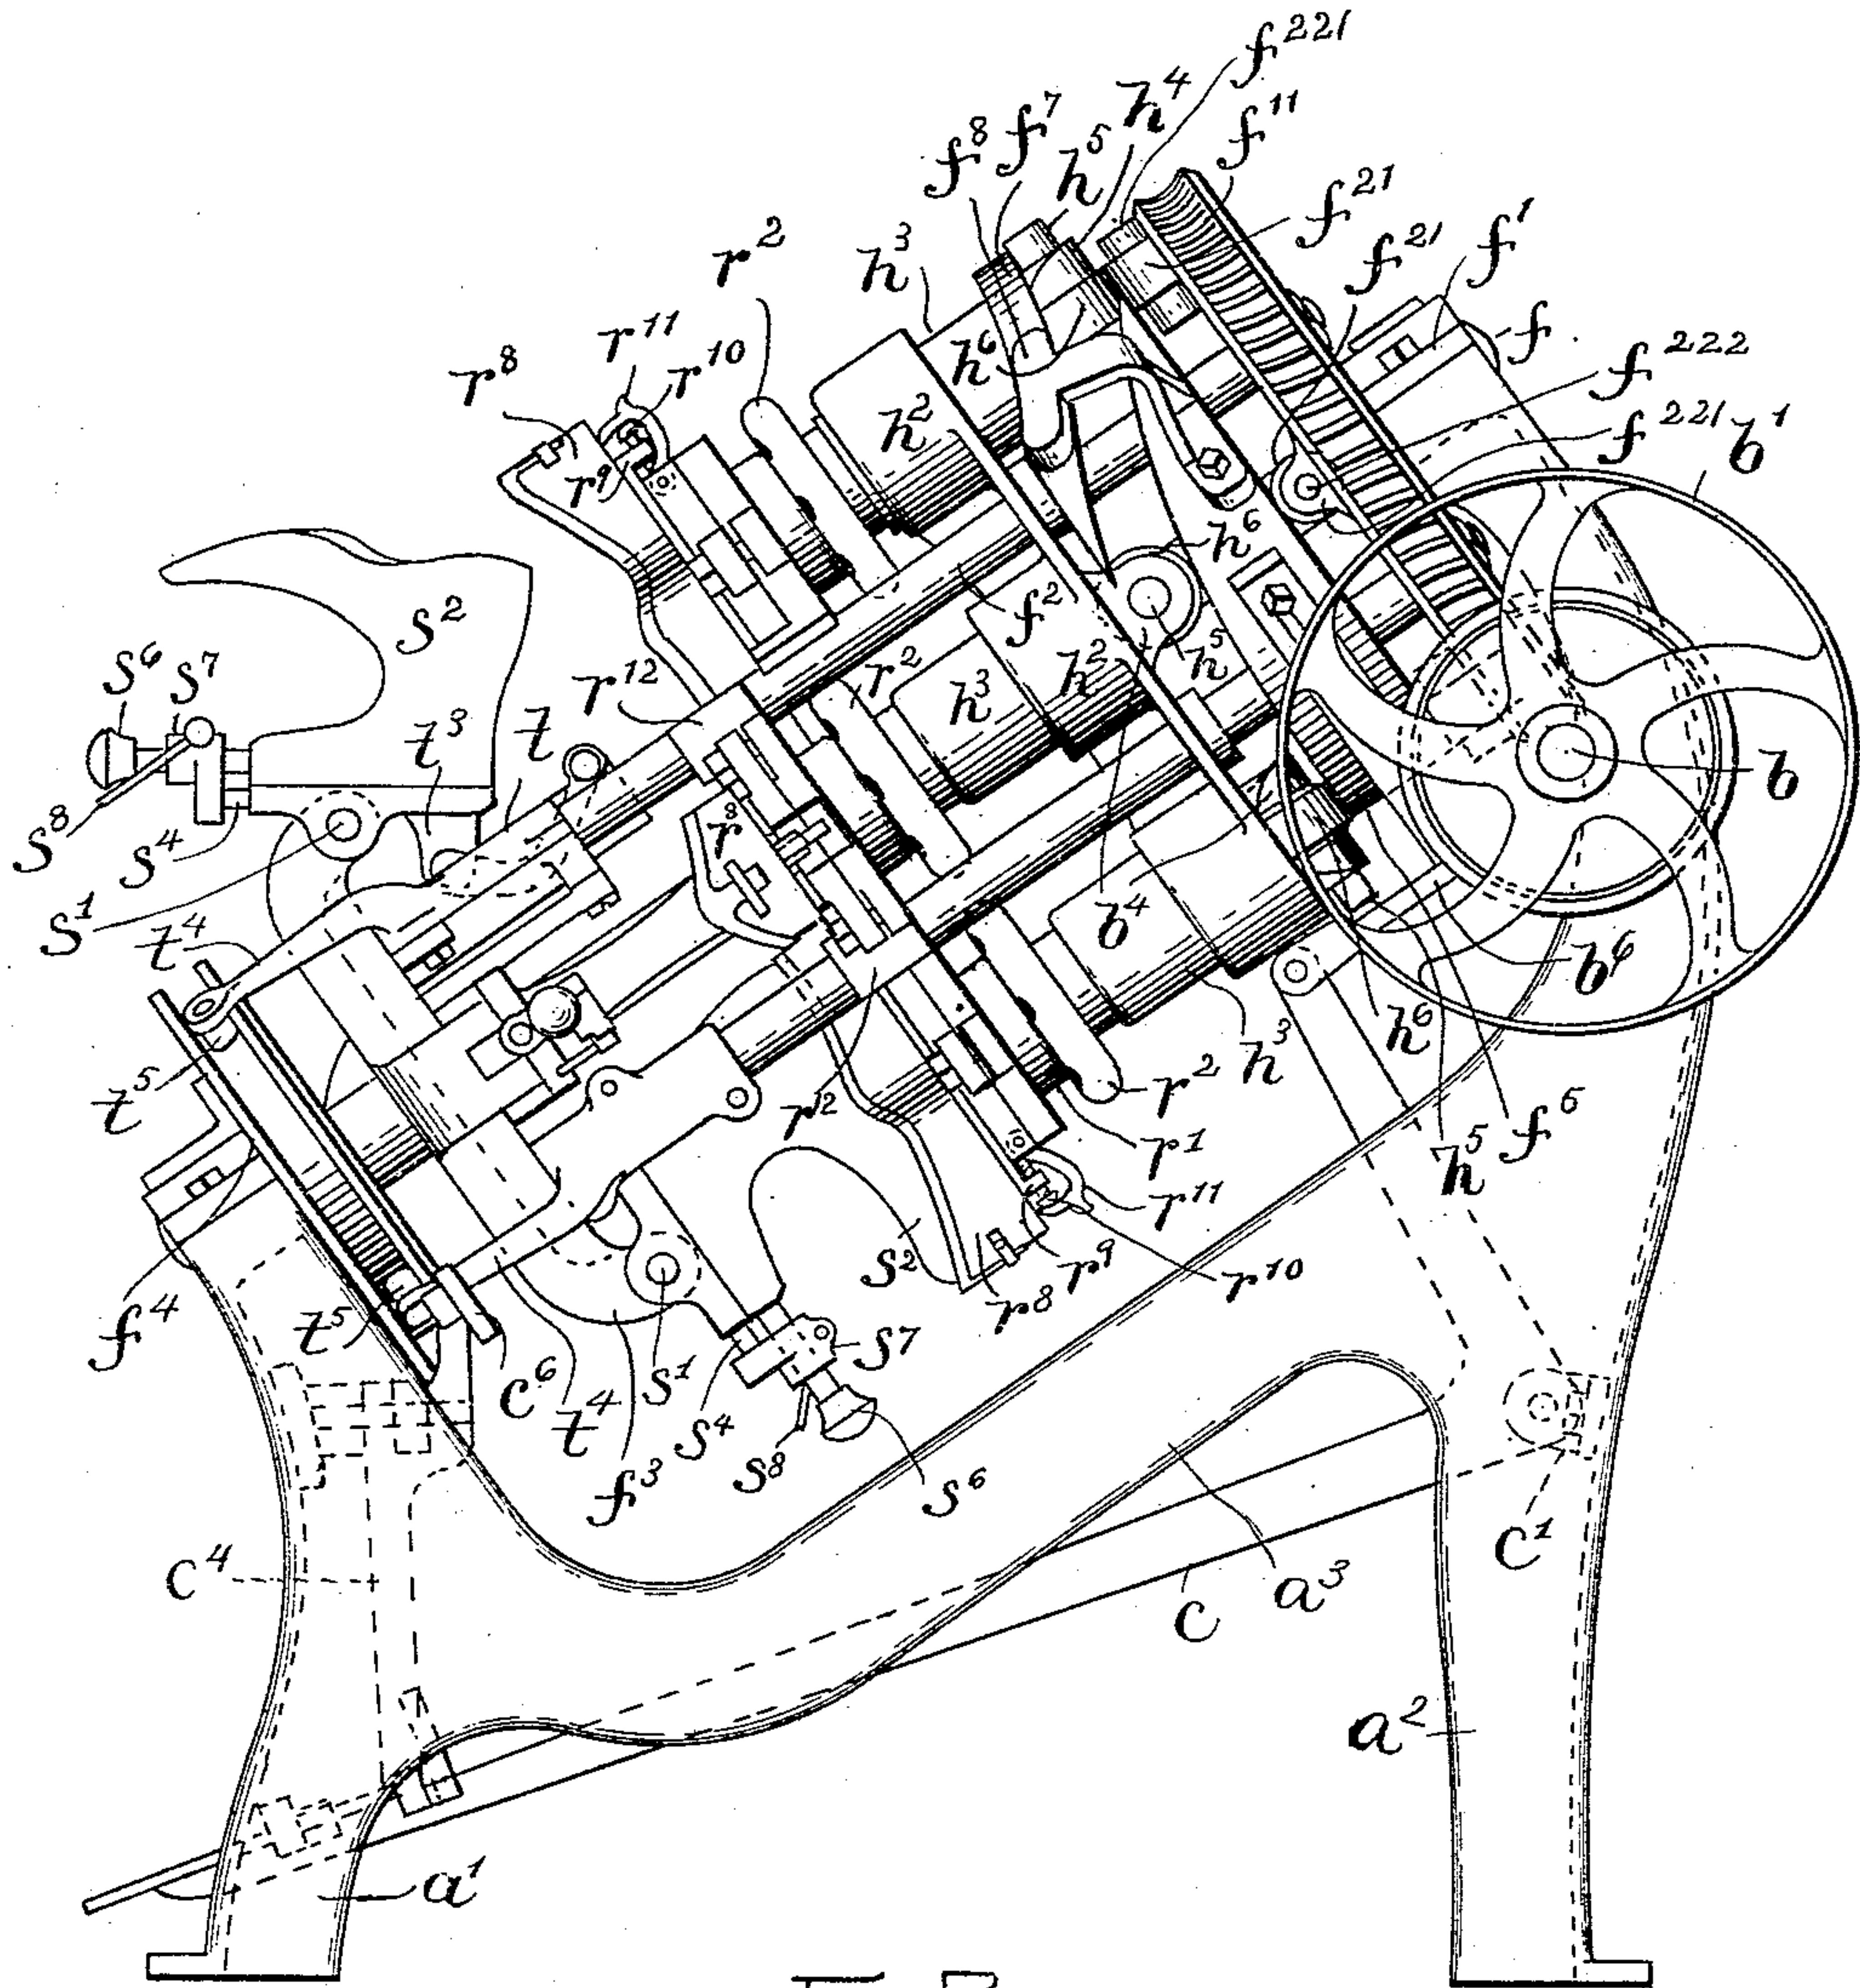 f²²¹
h⁴
f⁸ f⁷
h⁵
f¹¹
f²¹
r²
h³
f²¹
f¹
r¹¹
r¹⁰
r⁸
h⁶
f
f²²²
h²
f²²¹
b¹
r⁹
h⁶
s²
f²
s⁶ s⁷
r¹²
r²
h³
h²
h⁵
t³
t
b
s⁸
s⁴
r⁸
s¹
t⁴
b⁴
b⁶
h⁶
t⁵
r¹²
h³
r²
f⁶
h⁵
r¹
r¹¹
s²
r⁹
r¹⁰
r⁸
f⁴
t⁵
c⁶
t⁴
s¹
s⁷
s⁴
f³
s⁸
s⁶
c⁴
c¹
a³
c
a²
a¹